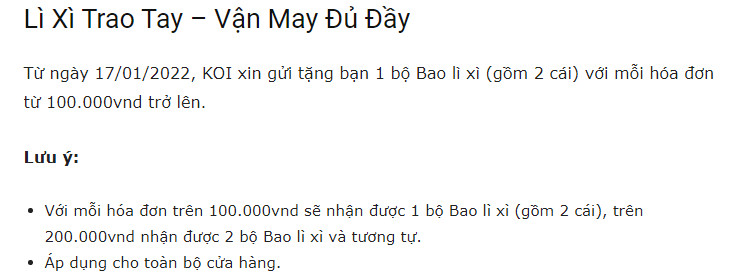 Lì Xì Trao Tay – Vận May Đủ Đầy
Từ ngày 17/01/2022, KOI xin gửi tặng bạn 1 bộ Bao lì xì (gồm 2 cái) với mỗi hóa đơn
từ 100.000vnd trở lên.
Lưu ý:
• Với mỗi hóa đơn trên 100.000vnd sẽ nhận được 1 bộ Bao lì xì (gồm 2 cái), trên
200.000vnd nhận được 2 bộ Bao lì xì và tương tự.
• Áp dụng cho toàn bộ cửa hàng.